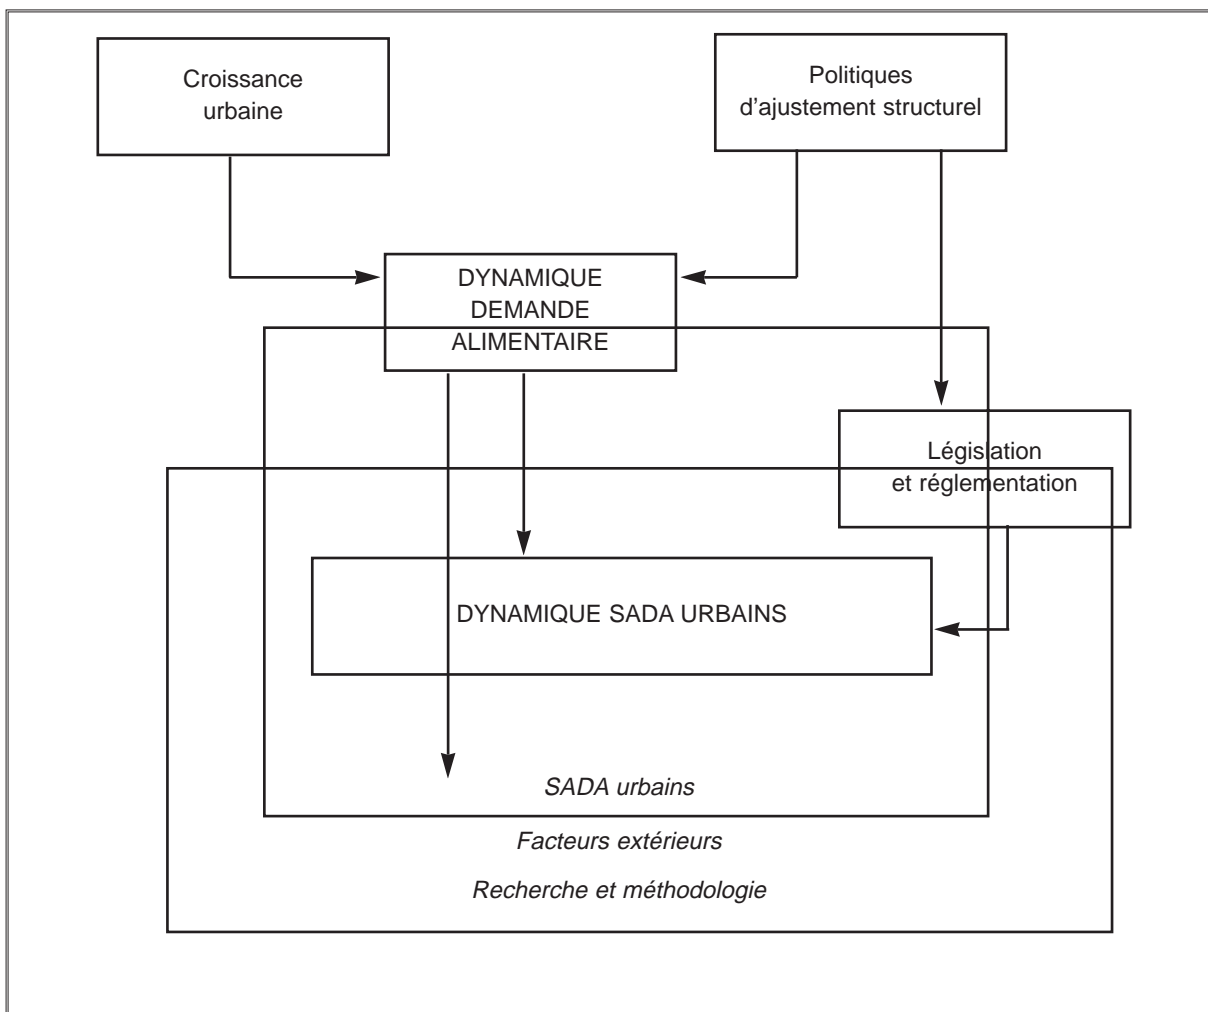 Croissance
urbaine
Politiques
d'ajustement structurel
DYNAMIQUE
DEMANDE
ALIMENTAIRE
Législation
et réglementation
DYNAMIQUE SADA URBAINS
SADA urbains
Facteurs extérieurs
Recherche et méthodologie